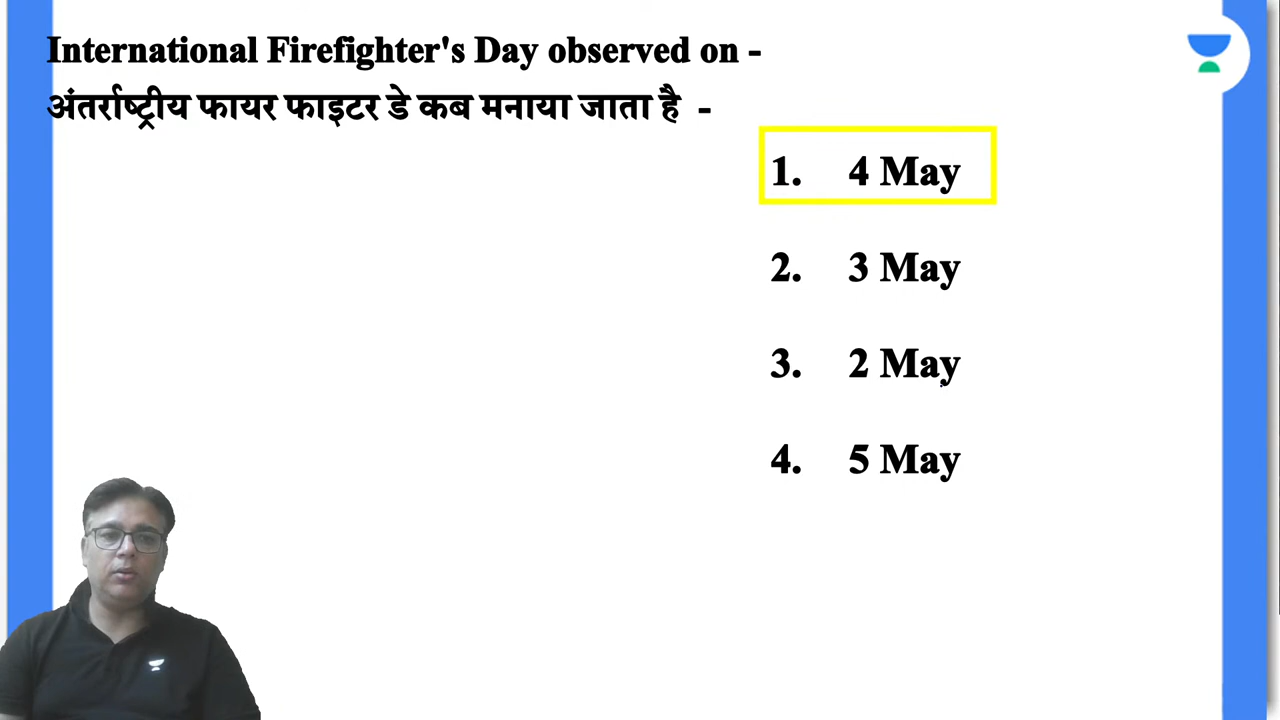 International Firefighter's Day observed on -
अंतर्राष्ट्रीय फायर फाइटर डे कब मनाया जाता है -
1. 4 May
2. 3 May
3. 2 May
4. 5 May